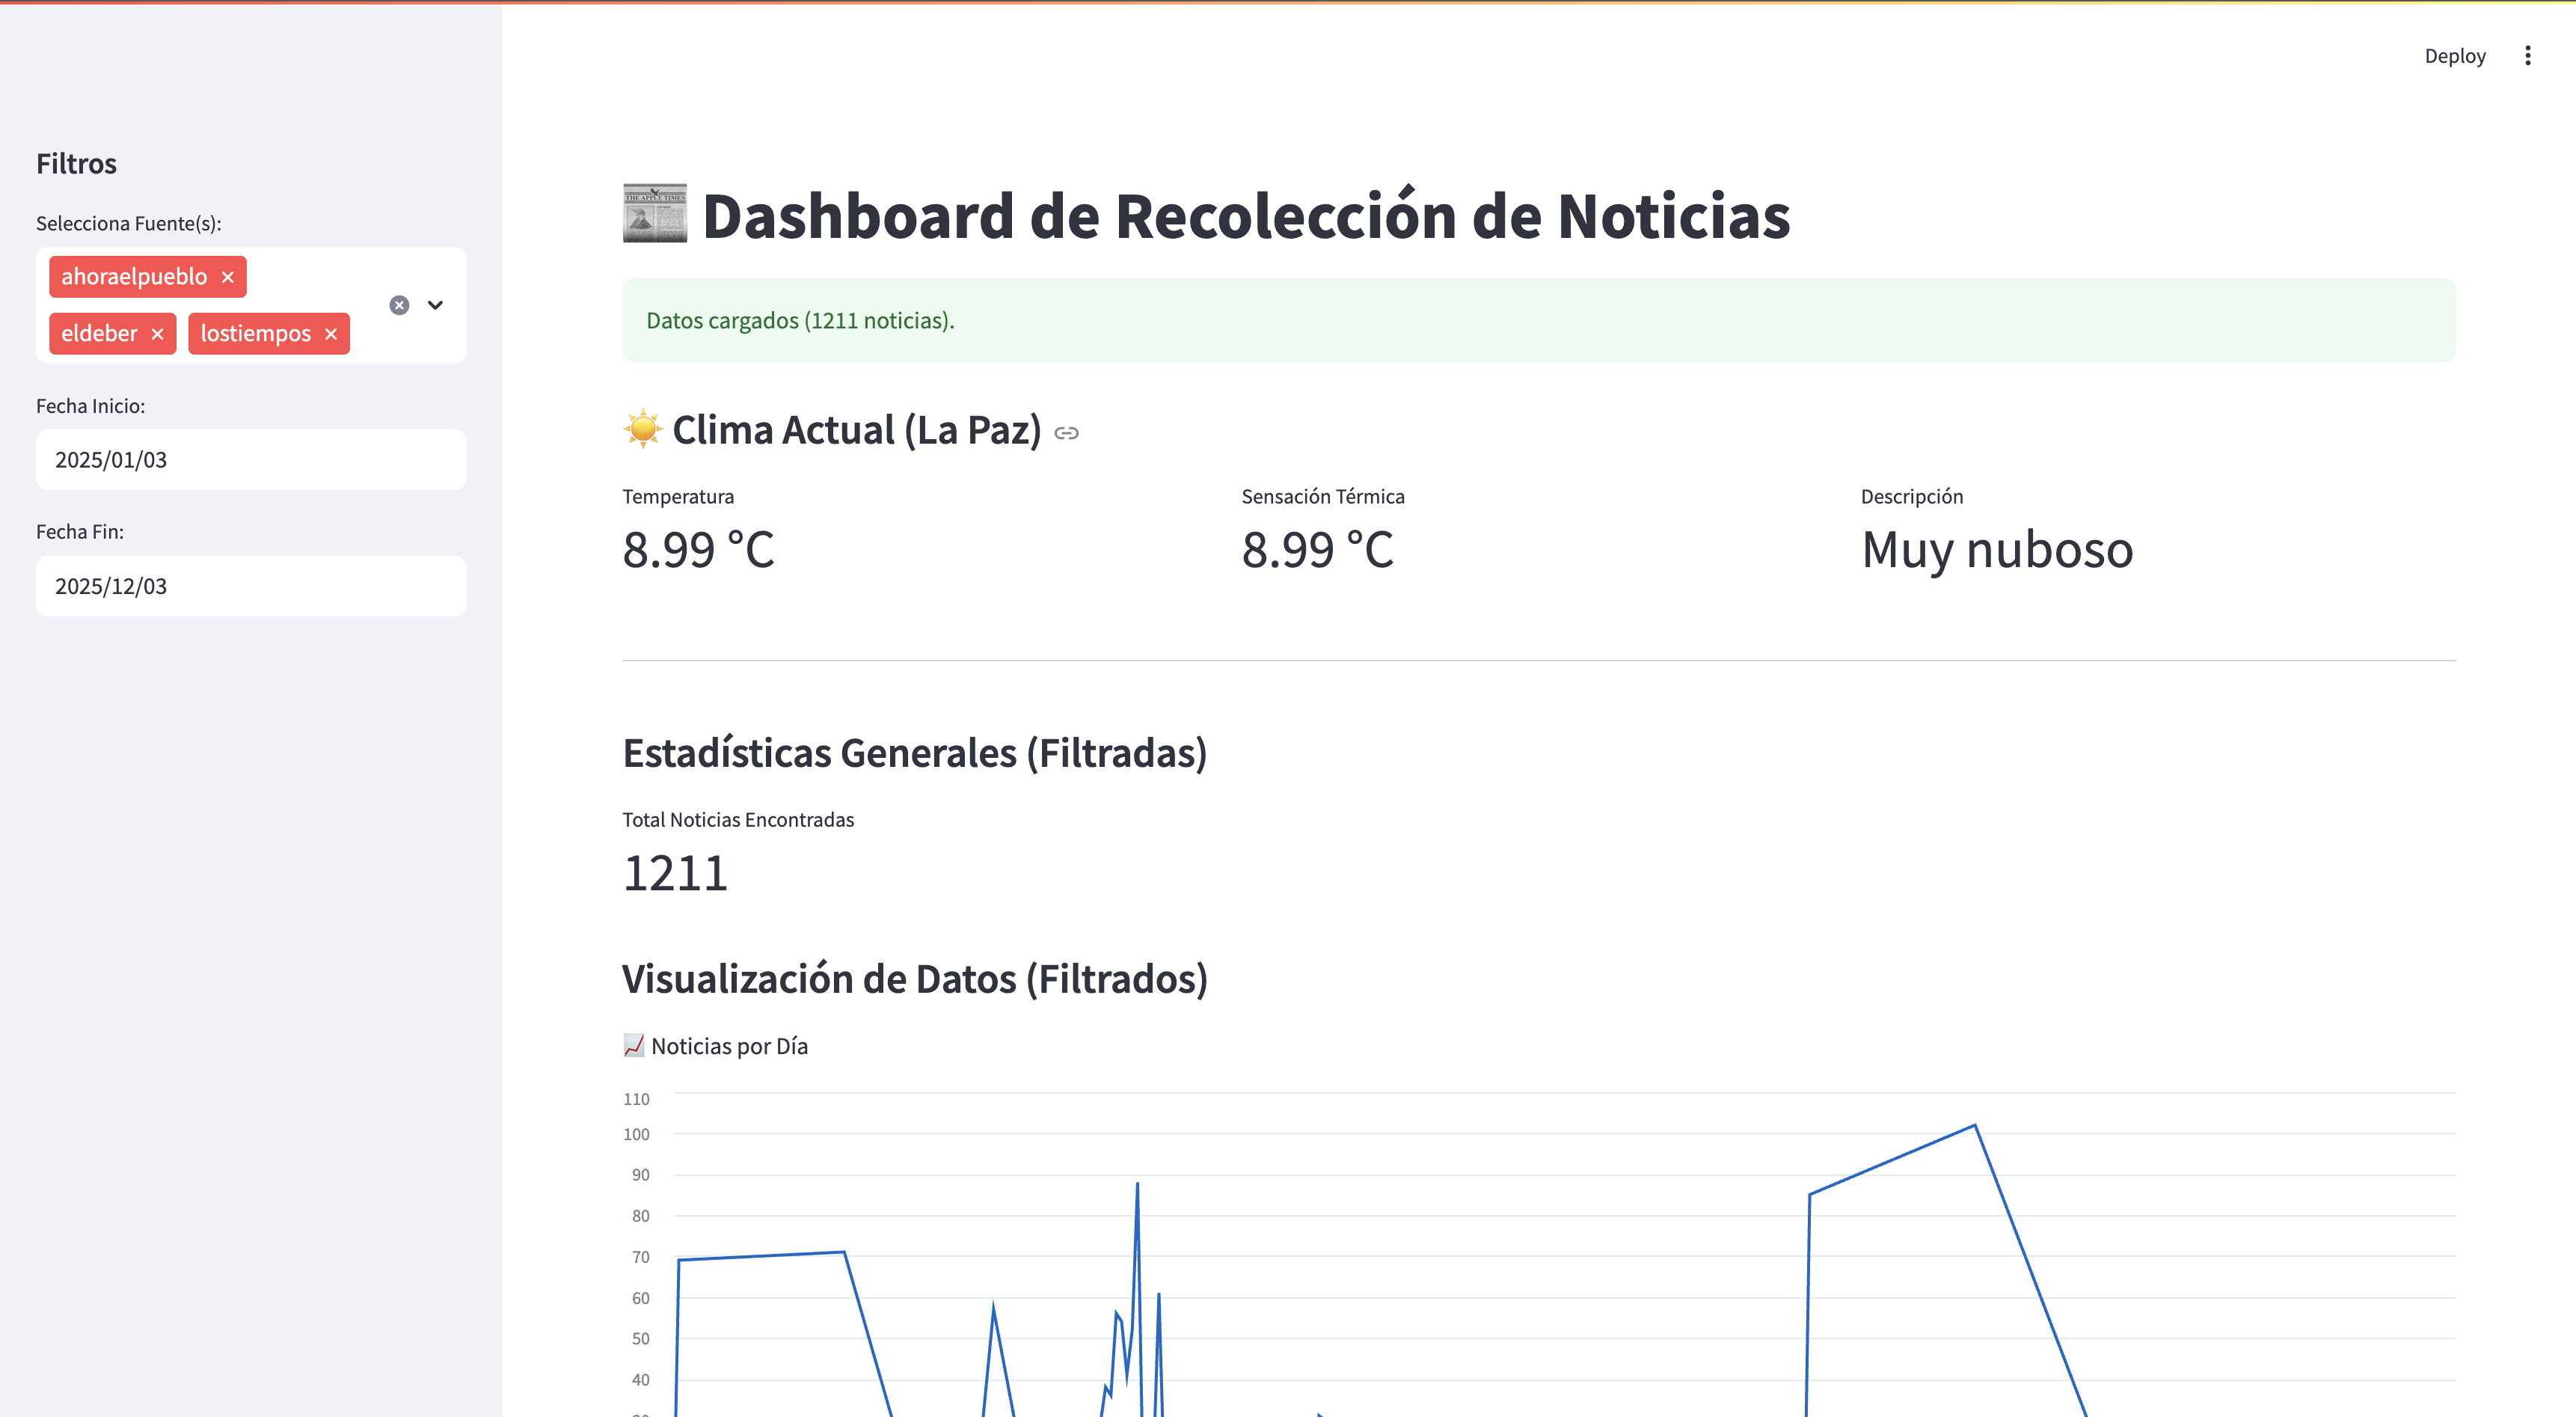 Deploy
Filtros
Selecciona Fuente(s):
ahoraelpueblo
eldeber lostiempos
Fecha Inicio:
2025/01/03
Fecha Fin:
2025/12/03
Dashboard de Recolección de Noticias
Datos cargados (1211 noticias).
Clima Actual (La Paz)
Temperatura
8.99 °C
Sensación Térmica
8.99 °C
Descripción
Muy nuboso
Estadísticas Generales (Filtradas)
Total Noticias Encontradas
1211
Visualización de Datos (Filtrados)
Noticias por Día
110
100
90
80
70
60
50
40